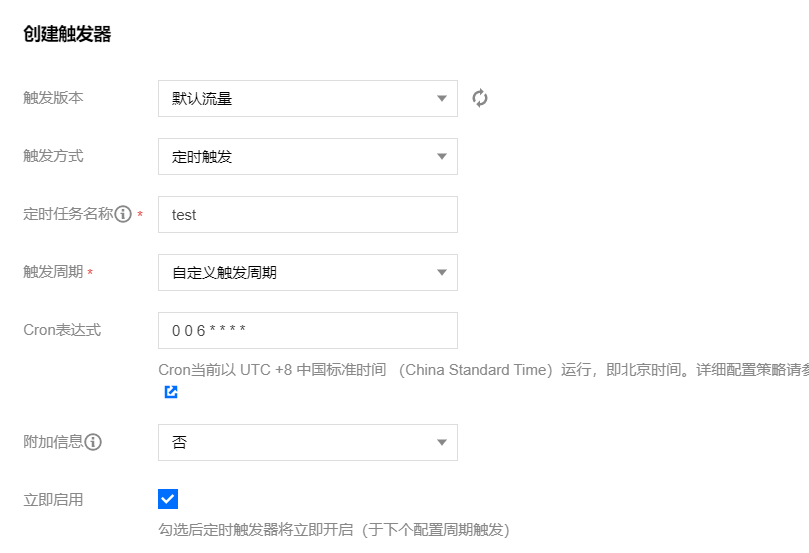 创建触发器
触发版本 默认流量
触发方式 定时触发
定时任务名称 * test
触发周期 * 自定义触发周期
Cron表达式 0 0 6 * * * *
Cron当前以 UTC +8 中国标准时间 （China Standard Time）运行，即北京时间。详细配置策略请参
附加信息 否
立即启用
勾选后定时触发器将立即开启（于下个配置周期触发）